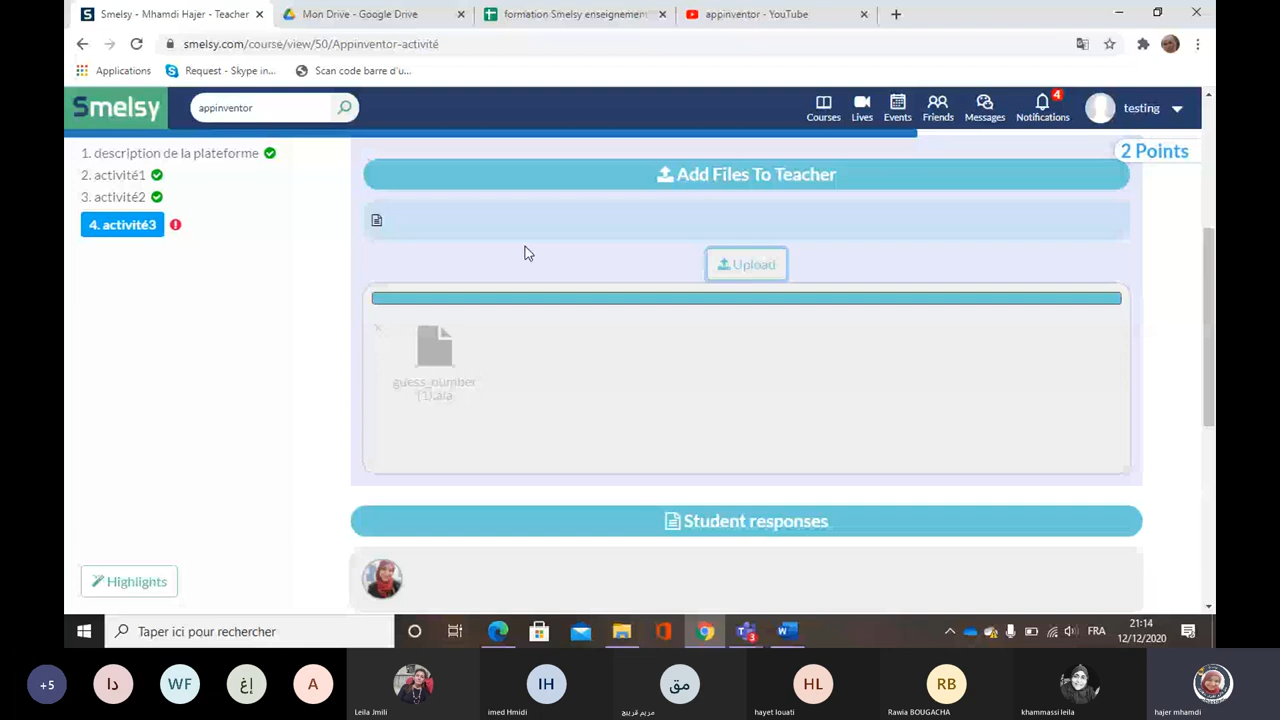 Smelsy - Mhamdi Hajer - Teacher
Mon Drive - Google Drive
formation Smelsy enseignement
appinventor - YouTube
smelsy.com/course/view/50/Appinventor-activité
Applications
Request - Skype in...
Scan code barre d'u...
Smelsy
appinventor
Courses
Lives
Events
Friends
Messages
4
Notifications
testing
1. description de la plateforme
2. activité1
3. activité2
4. activité3
2 Points
Add Files To Teacher
Upload
guess_number
(1).aia
Student responses
Highlights
Taper ici pour rechercher
3
FRA
21:14
12/12/2020
+5
دا
WF
إغ
A
Leila Jmili
IH
imed Hmidi
مق
مريم قريبع
HL
hayet louati
RB
Rawia BOUGACHA
khammassi leila
hajer mhamdi